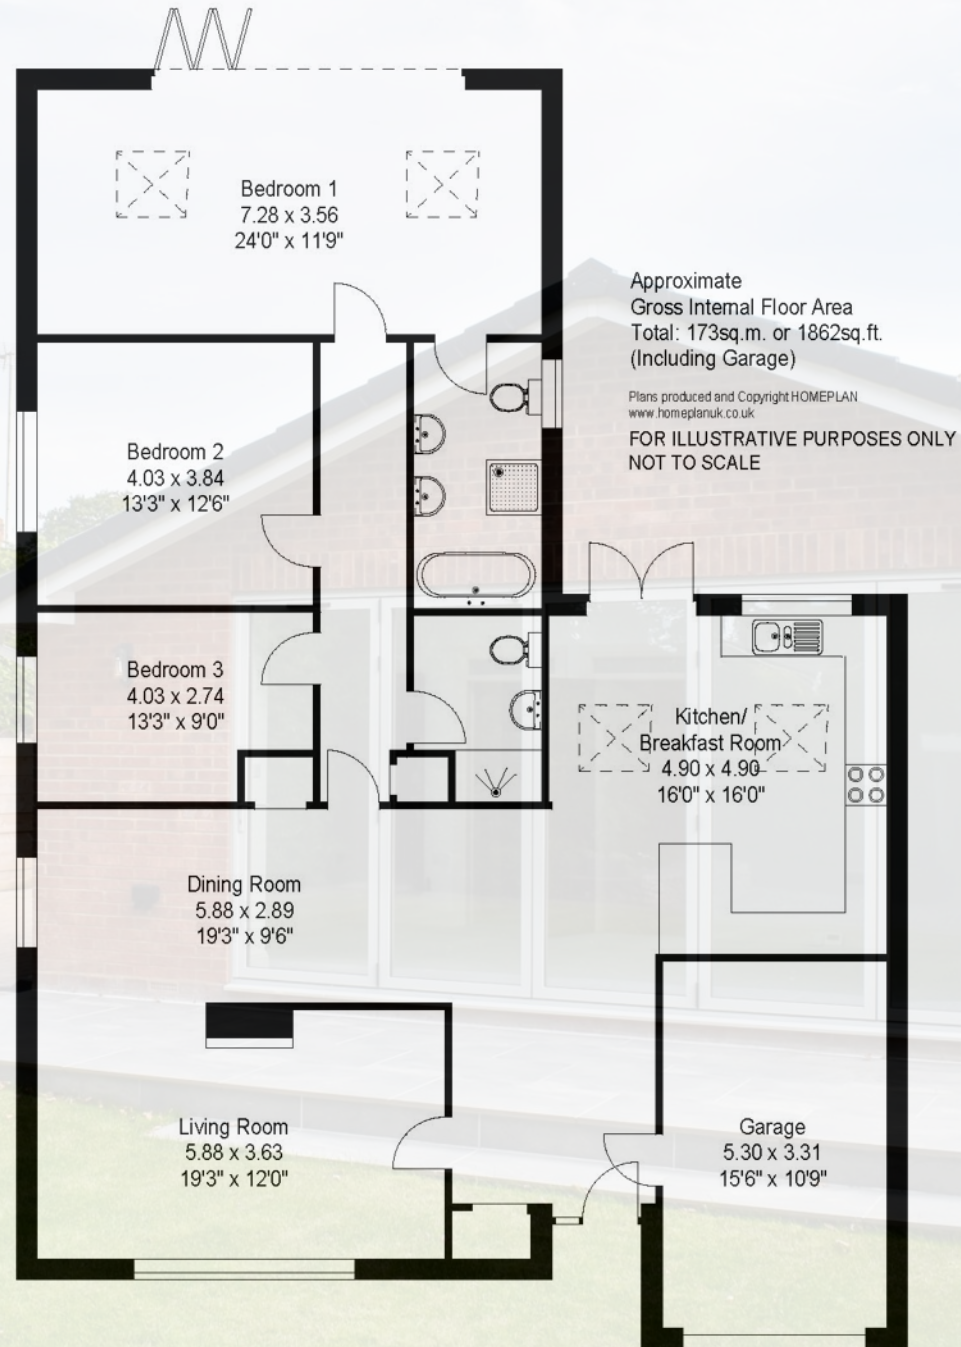 Bedroom 1
7.28 x 3.56
24'0" x 11'9"
Approximate
Gross Internal Floor Area
Total: 173sq.m. or 1862sq.ft.
(Including Garage)
Plans produced and Copyright HOMEPLAN
www.homeplanuk.co.uk
FOR ILLUSTRATIVE PURPOSES ONLY
NOT TO SCALE
Bedroom 2
4.03 x 3.84
13'3" x 12'6"
Bedroom 3
4.03 x 2.74
13'3" x 9'0"
Kitchen/
Breakfast Room
4.90 x 4.90
16'0" x 16'0"
Dining Room
5.88 x 2.89
19'3" x 9'6"
Living Room
5.88 x 3.63
19'3" x 12'0"
Garage
5.30 x 3.31
15'6" x 10'9"